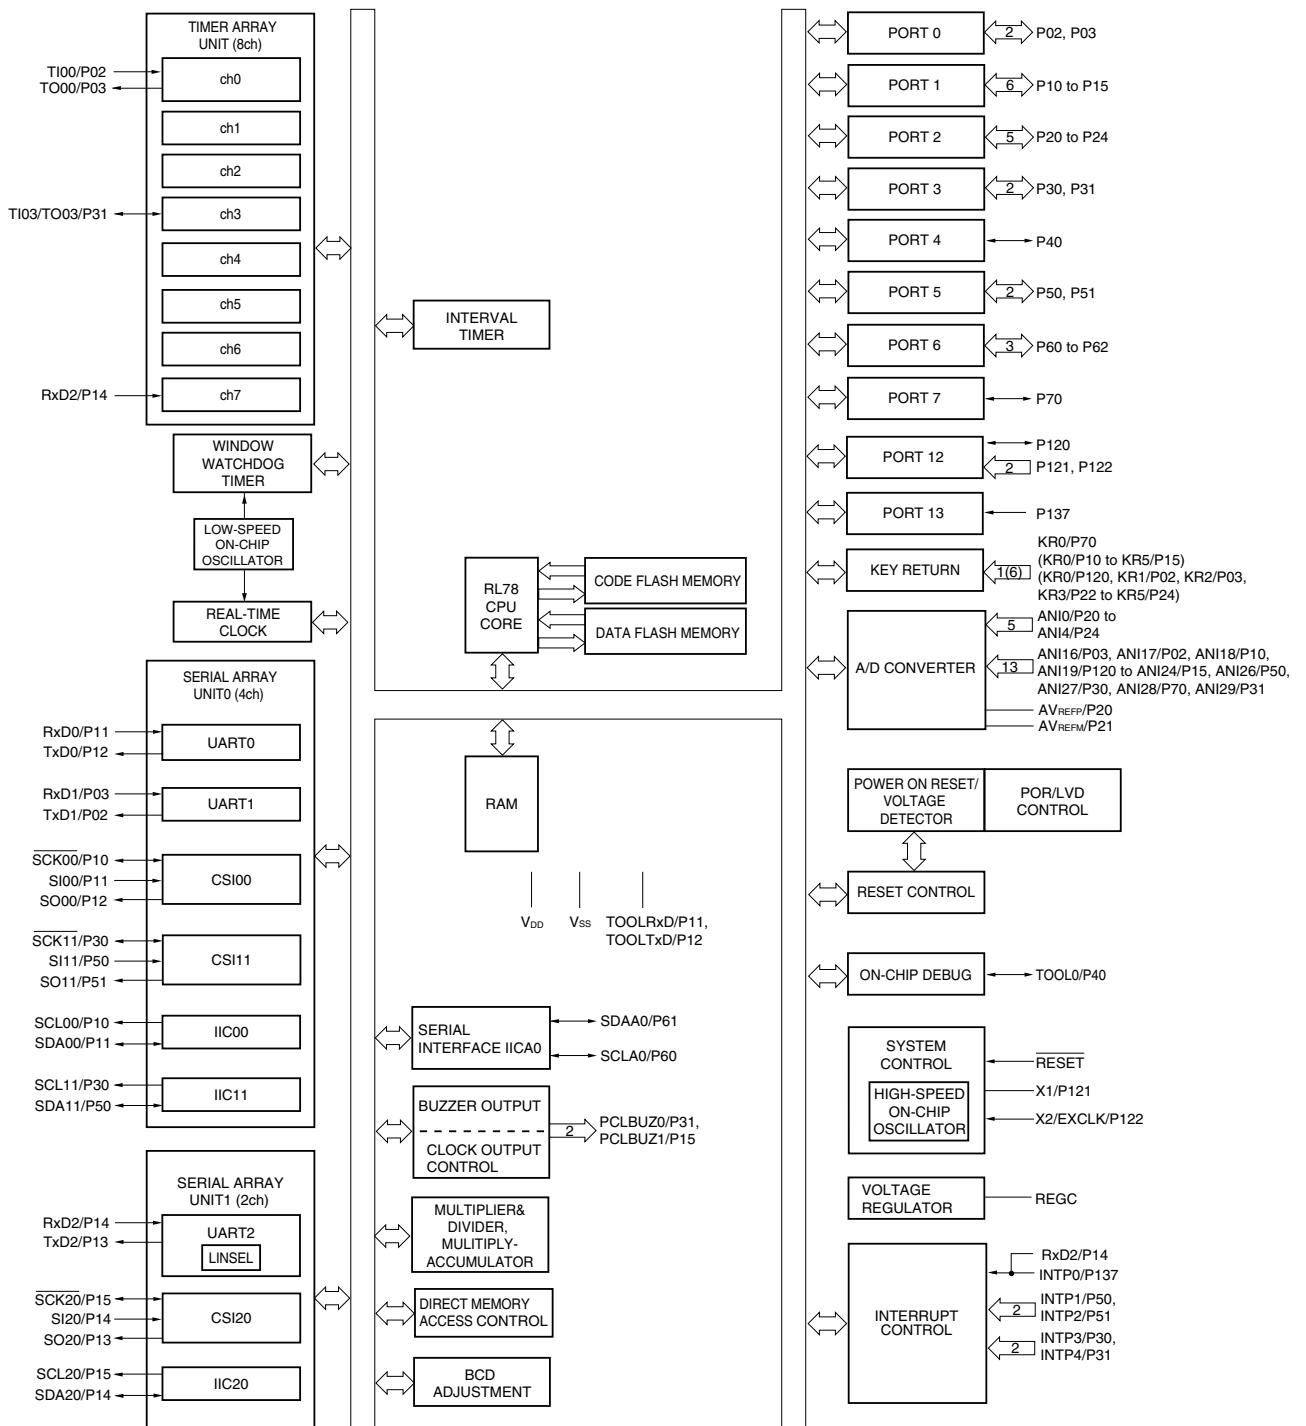 TIMER ARRAY
UNIT (8ch)
TI00/P02
TO00/P03
ch0
ch1
ch2
TI03/TO03/P31
ch3
ch4
ch5
ch6
RxD2/P14
ch7
WINDOW
WATCHDOG
TIMER
LOW-SPEED
ON-CHIP
OSCILLATOR
REAL-TIME
CLOCK
SERIAL ARRAY
UNIT0 (4ch)
RxD0/P11
TxD0/P12
UART0
RxD1/P03
TxD1/P02
UART1
SCK00/P10
SI00/P11
SO00/P12
CSI00
SCK11/P30
SI11/P50
SO11/P51
CSI11
SCL00/P10
SDA00/P11
IIC00
SCL11/P30
SDA11/P50
IIC11
SERIAL ARRAY
UNIT1 (2ch)
RxD2/P14
TxD2/P13
UART2
LINSEL
SCK20/P15
SI20/P14
SO20/P13
CSI20
SCL20/P15
SDA20/P14
IIC20
INTERVAL
TIMER
RL78
CPU
CORE
CODE FLASH MEMORY
DATA FLASH MEMORY
RAM
VDD
VSS
TOOLRxD/P11,
TOOLTxD/P12
SERIAL
INTERFACE IICA0
SDAA0/P61
SCLA0/P60
BUZZER OUTPUT
CLOCK OUTPUT
CONTROL
2
PCLBUZ0/P31,
PCLBUZ1/P15
MULTIPLIER&
DIVIDER,
MULITIPLY-
ACCUMULATOR
DIRECT MEMORY
ACCESS CONTROL
BCD
ADJUSTMENT
PORT 0
2
P02, P03
PORT 1
6
P10 to P15
PORT 2
5
P20 to P24
PORT 3
2
P30, P31
PORT 4
P40
PORT 5
2
P50, P51
PORT 6
3
P60 to P62
PORT 7
P70
PORT 12
P120
2
P121, P122
PORT 13
P137
KEY RETURN
1(6)
KR0/P70
(KR0/P10 to KR5/P15)
(KR0/P120, KR1/P02, KR2/P03,
KR3/P22 to KR5/P24)
A/D CONVERTER
5
ANI0/P20 to
ANI4/P24
13
ANI16/P03, ANI17/P02, ANI18/P10,
ANI19/P120 to ANI24/P15, ANI26/P50,
ANI27/P30, ANI28/P70, ANI29/P31
AVREFP/P20
AVREFM/P21
POWER ON RESET/
VOLTAGE
DETECTOR
POR/LVD
CONTROL
RESET CONTROL
ON-CHIP DEBUG
TOOL0/P40
SYSTEM
CONTROL
HIGH-SPEED
ON-CHIP
OSCILLATOR
RESET
X1/P121
X2/EXCLK/P122
VOLTAGE
REGULATOR
REGC
INTERRUPT
CONTROL
RxD2/P14
INTP0/P137
2
INTP1/P50,
INTP2/P51
2
INTP3/P30,
INTP4/P31